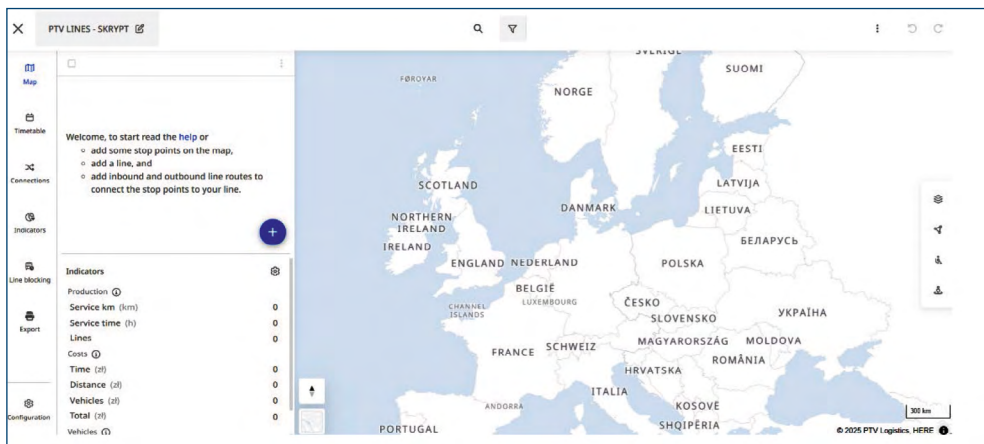 PTV LINES - SKRYPT
Map
Timetable
Connections
Indicators
Line blocking
Export
Configuration
Welcome, to start read the help or
add some stop points on the map,
add a line, and
add inbound and outbound line routes to
connect the stop points to your line.
Indicators
Production
Service km (km) 0
Service time (h) 0
Lines 0
Costs
Time (zł) 0
Distance (zł) 0
Vehicles (zł) 0
Total (zł) 0
Vehicles
SVERIGE
FØROYAR
SUOMI
NORGE
EESTI
SCOTLAND
LATVIJA
DANMARK
LIETUVA
NORTHERN
IRELAND
IRELAND
БЕЛАРУСЬ
ENGLAND
NEDERLAND
POLSKA
BELGIË
LUXEMBOURG
ČESKO
CHANNEL
ISLANDS
SLOVENSKO
УКРАЇНА
FRANCE
SCHWEIZ
MAGYARORSZÁG
MOLDOVA
HRVATSKA
ROMÂNIA
ITALIA
ANDORRA
KOSOVË
PORTUGAL
SHQIPËRIA
300 km
© 2025 PTV Logistics, HERE